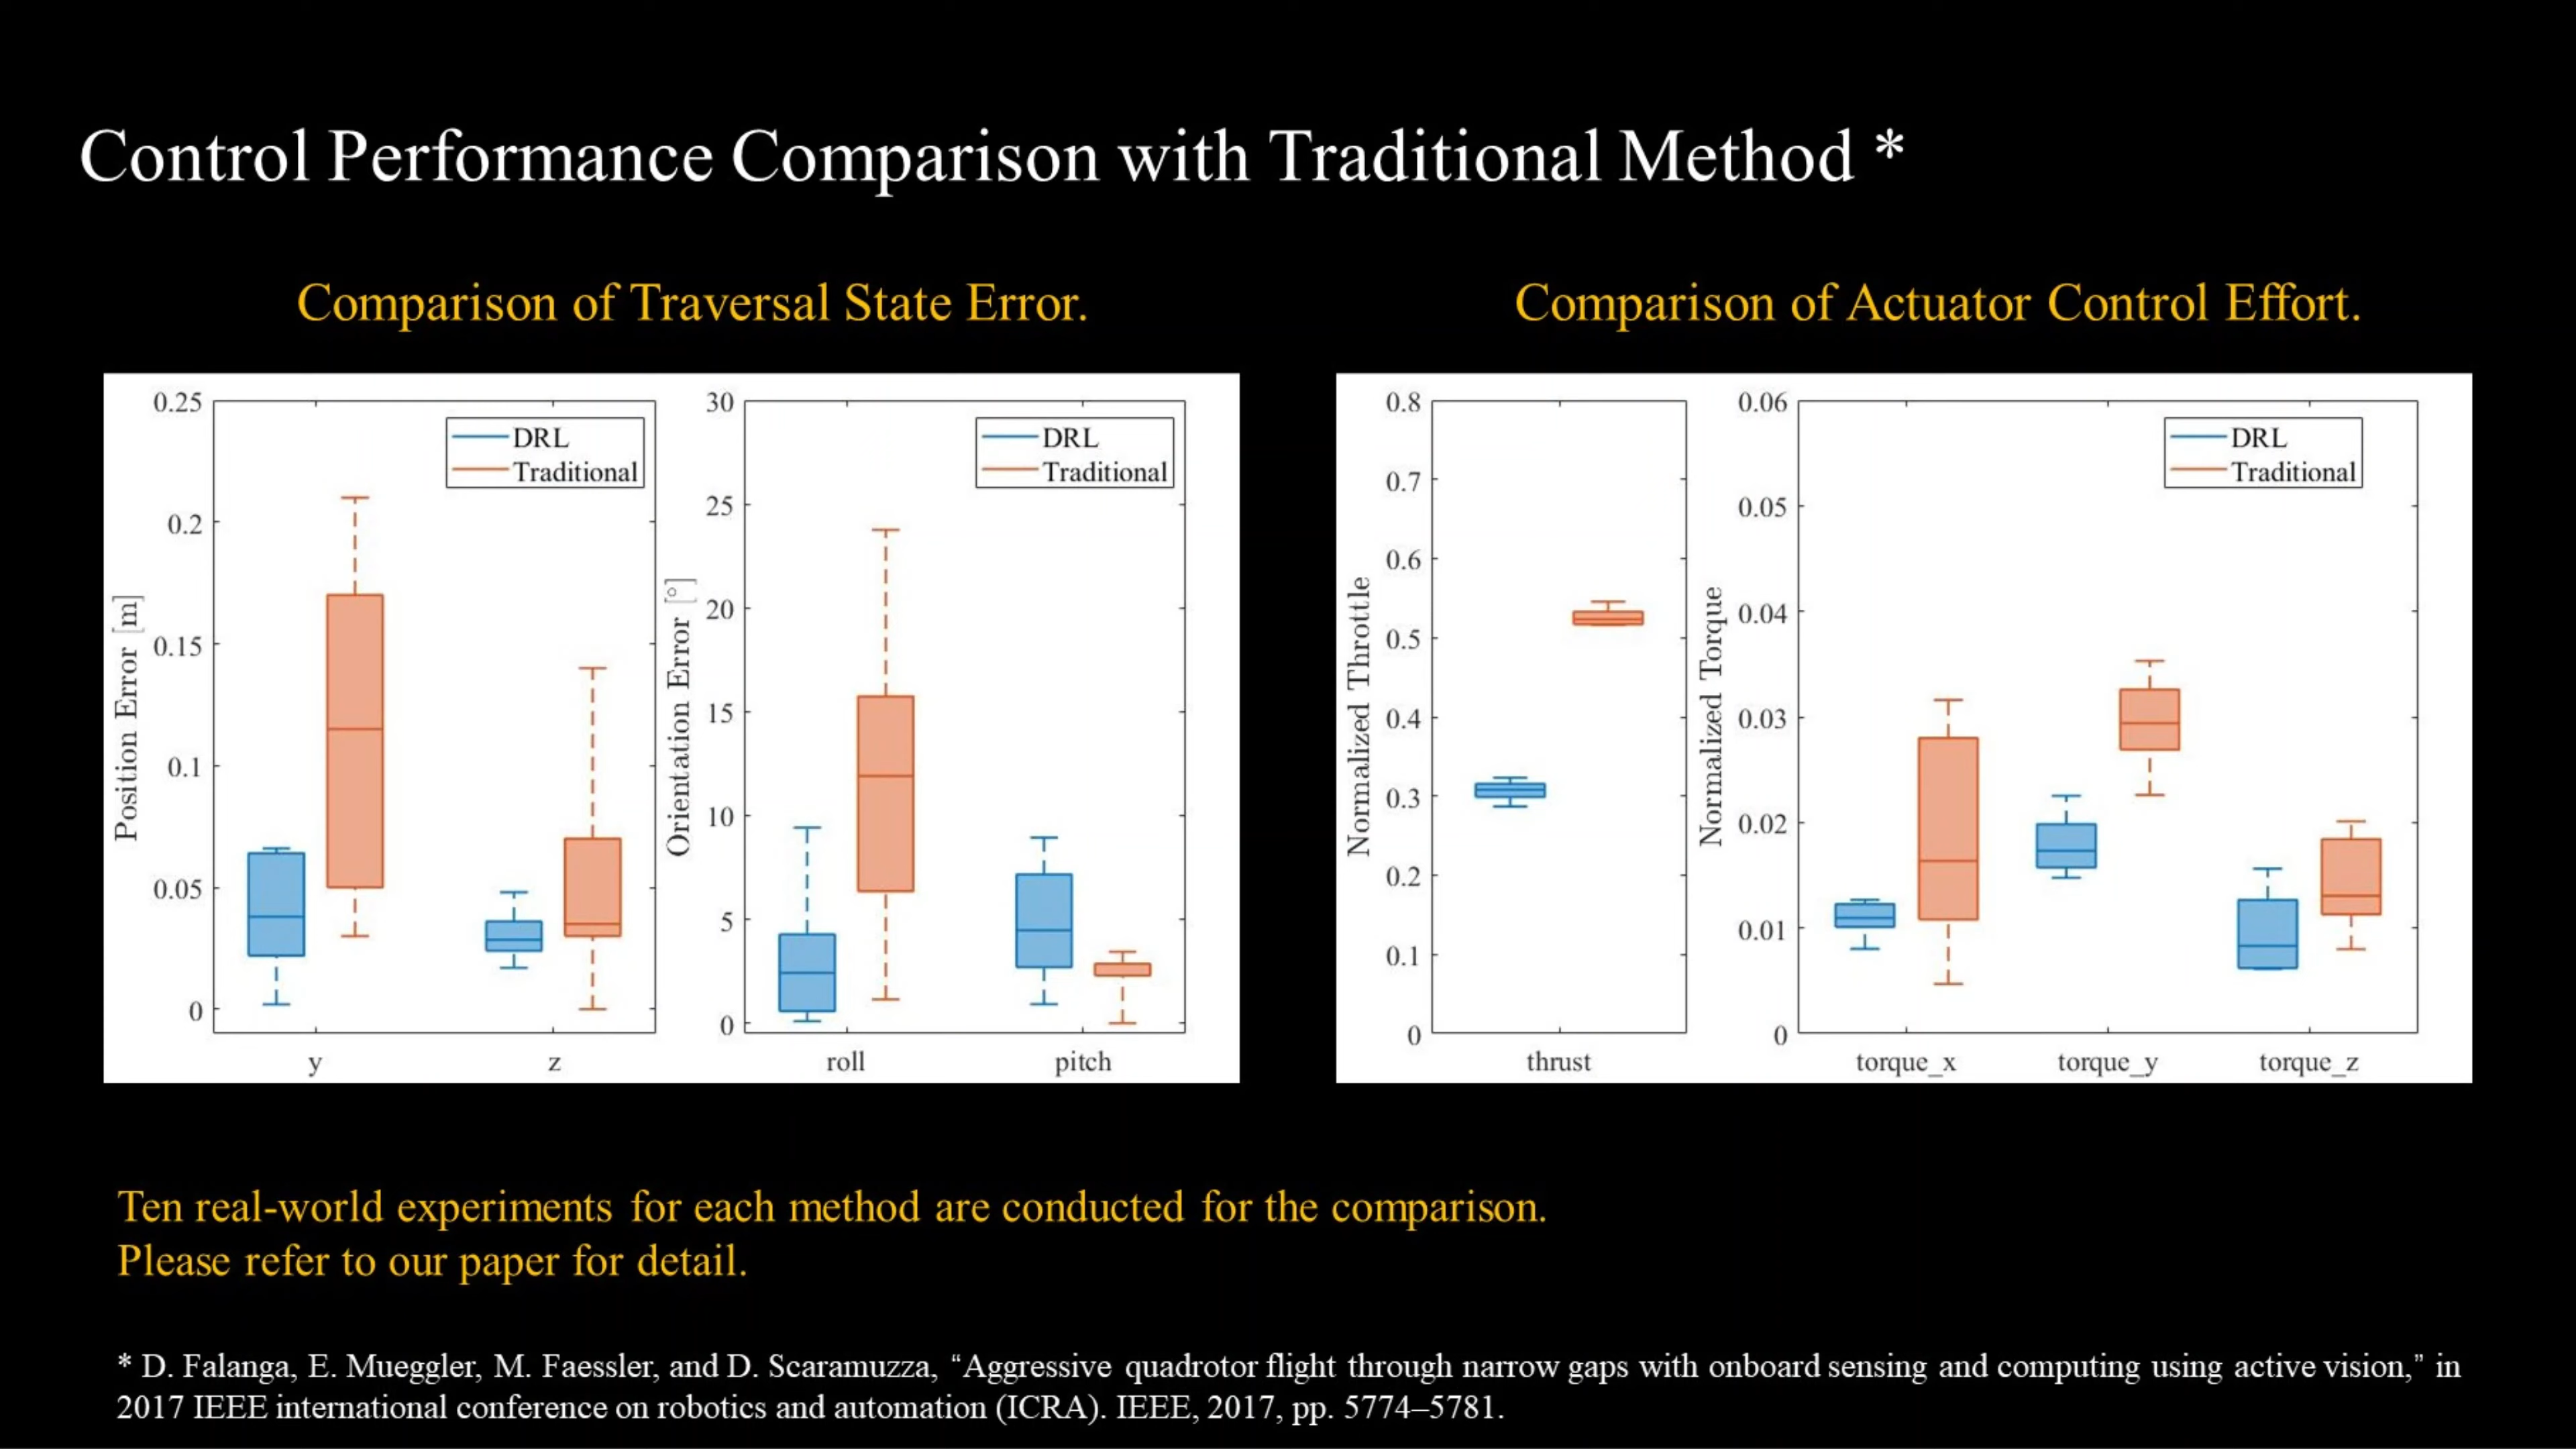 Control Performance Comparison with Traditional Method *
Comparison of Traversal State Error.
Comparison of Actuator Control Effort.
Position Error [m]
0.25
0.2
0.15
0.1
0.05
0
DRL
Traditional
y
z
Orientation Error [°]
30
25
20
15
10
5
0
DRL
Traditional
roll
pitch
Normalized Throttle
0.8
0.7
0.6
0.5
0.4
0.3
0.2
0.1
0
thrust
Normalized Torque
0.06
0.05
0.04
0.03
0.02
0.01
0
DRL
Traditional
torque_x
torque_y
torque_z
Ten real-world experiments for each method are conducted for the comparison.
Please refer to our paper for detail.
* D. Falanga, E. Mueggler, M. Faessler, and D. Scaramuzza, “Aggressive quadrotor flight through narrow gaps with onboard sensing and computing using active vision,” in
2017 IEEE international conference on robotics and automation (ICRA). IEEE, 2017, pp. 5774–5781.